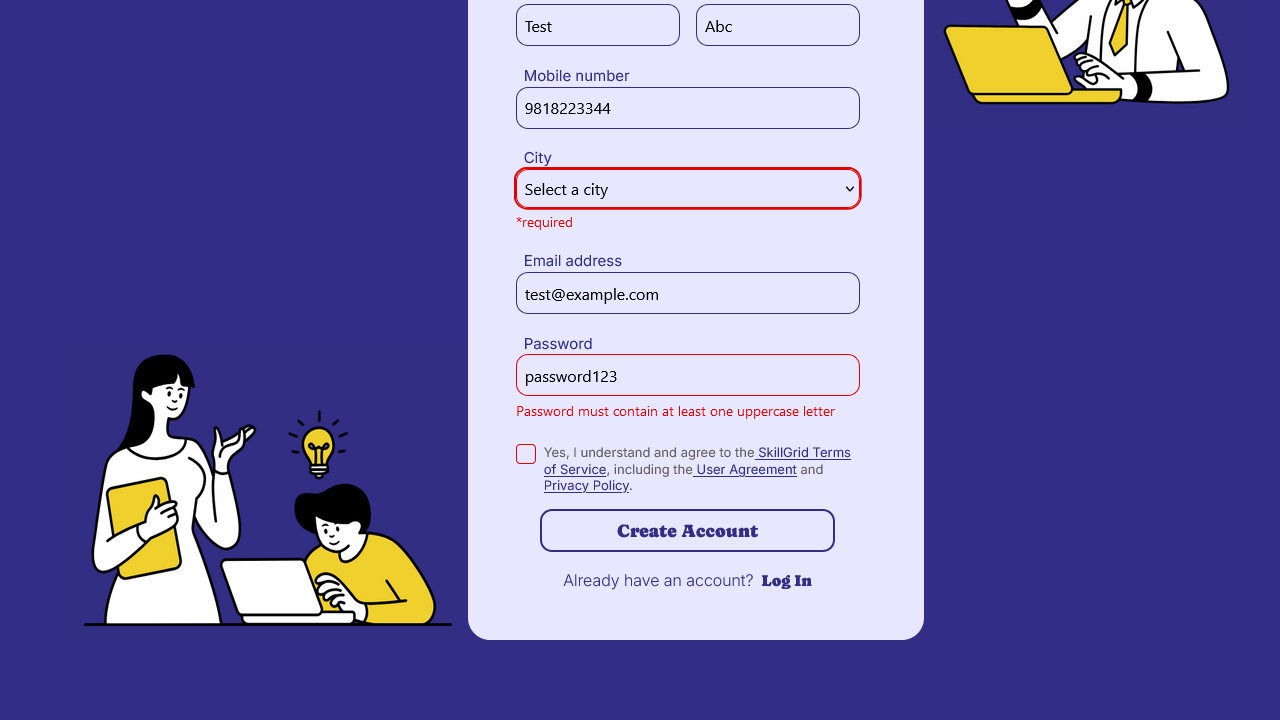 Test Abc
Mobile number
9818223344
City
Select a city
*required
Email address
test@example.com
Password
password123
Password must contain at least one uppercase letter
Yes, I understand and agree to the SkillGrid Terms
of Service, including the User Agreement and
Privacy Policy.
Create Account
Already have an account? Log In